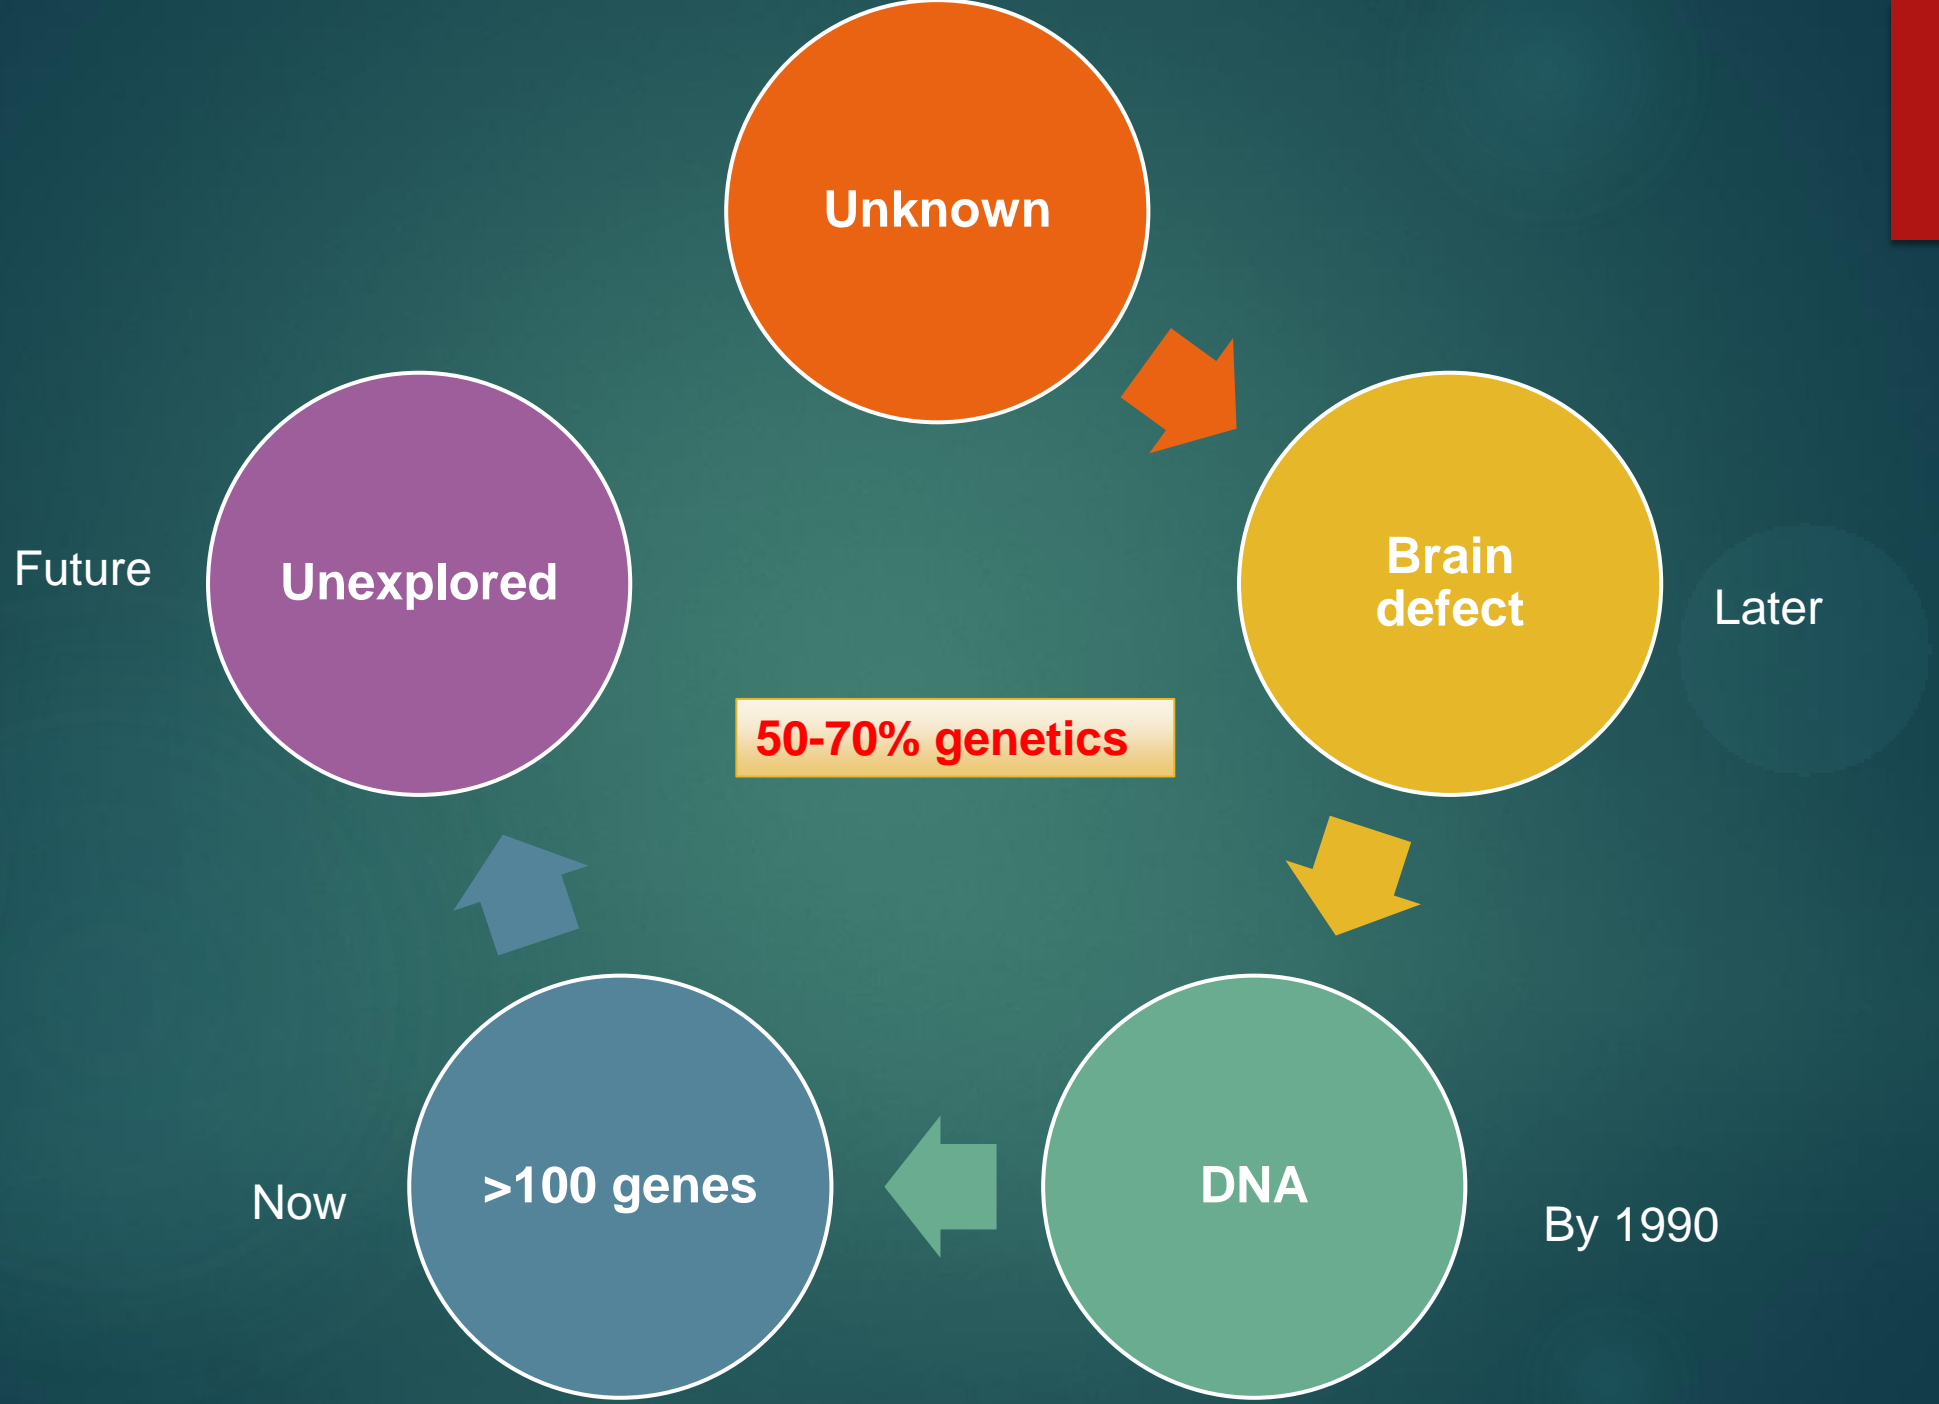 Unknown
Brain
defect
Later
DNA
By 1990
>100 genes
Now
Unexplored
Future
50-70% genetics